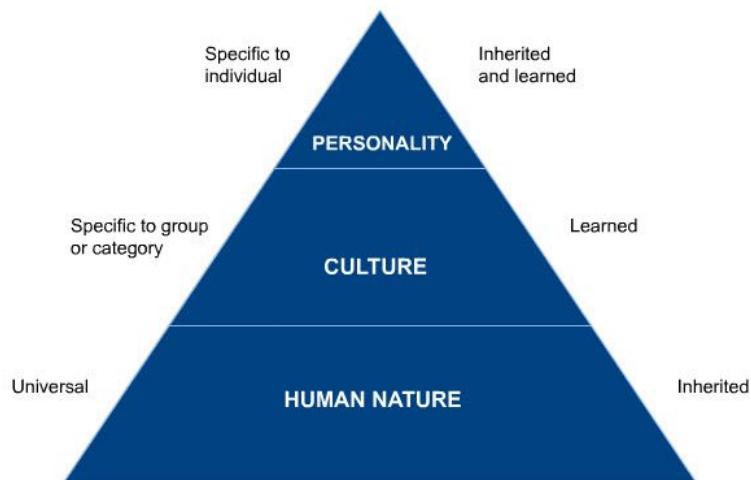 Specific to
individual
Inherited
and learned
PERSONALITY
Specific to group
or category
Learned
CULTURE
Universal
Inherited
HUMAN NATURE